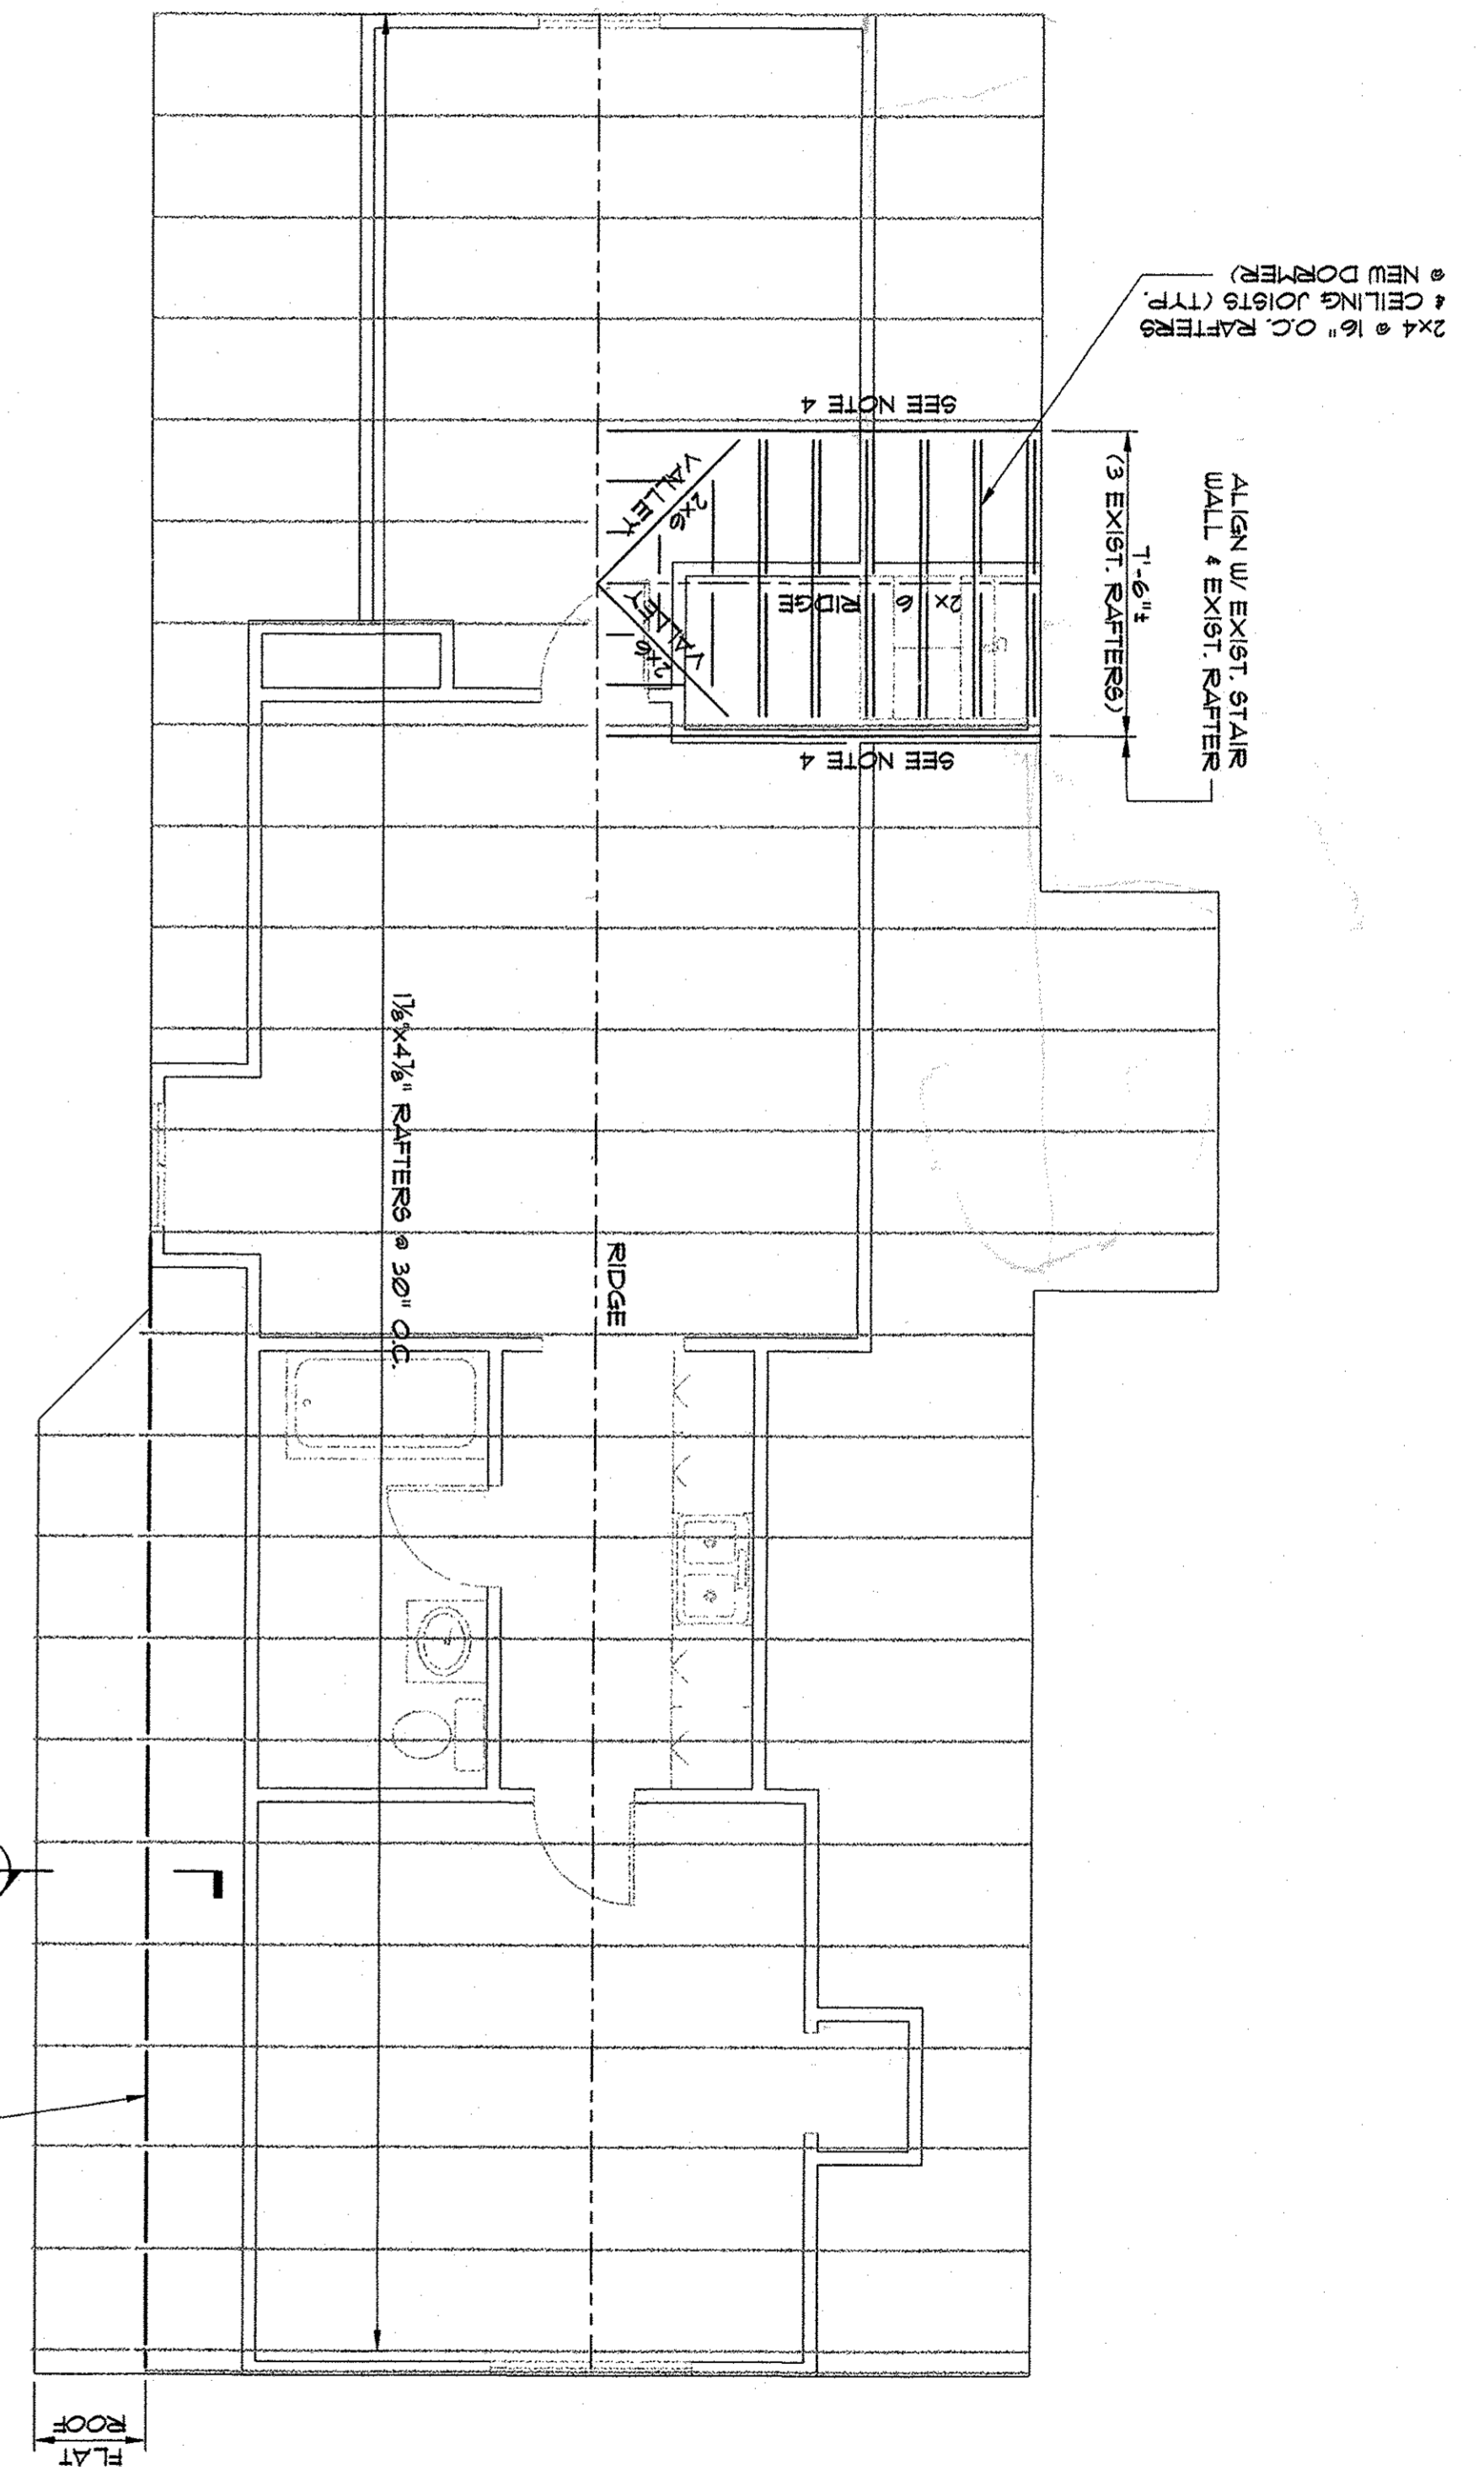 2x4 @ 16" O.C. RAFTERS
& CEILING JOISTS (TYP.
@ NEW DORMER)
ALIGN W/ EXIST. STAIR
WALL & EXIST. RAFTER
7'-6"±
(3 EXIST. RAFTERS)
SEE NOTE 4
2x6
VALLEY
2x6 RIDGE
2x6
VALLEY
SEE NOTE 4
1⅞"x4⅞" RAFTERS @ 30" O.C.
RIDGE
FLAT
ROOF